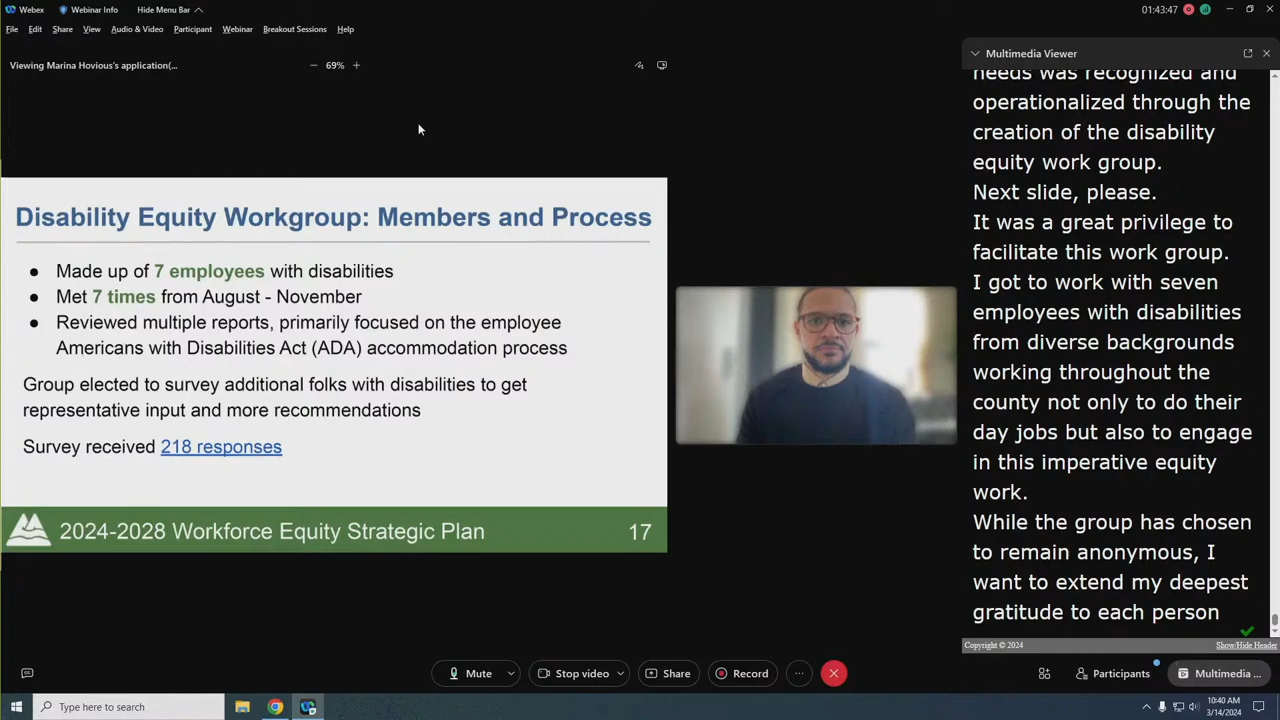 Webex
Webinar Info
Hide Menu Bar
01:43:47
File
Edit
Share
View
Audio & Video
Participant
Webinar
Breakout Sessions
Help
Viewing Marina Hovious's application(...
69%
Multimedia Viewer
Disability Equity Workgroup: Members and Process
● Made up of 7 employees with disabilities
● Met 7 times from August - November
● Reviewed multiple reports, primarily focused on the employee
Americans with Disabilities Act (ADA) accommodation process
Group elected to survey additional folks with disabilities to get
representative input and more recommendations
Survey received 218 responses
2024-2028 Workforce Equity Strategic Plan
17
needs was recognized and
operationalized through the
creation of the disability
equity work group.
Next slide, please.
It was a great privilege to
facilitate this work group.
I got to work with seven
employees with disabilities
from diverse backgrounds
working throughout the
county not only to do their
day jobs but also to engage
in this imperative equity
work.
While the group has chosen
to remain anonymous, I
want to extend my deepest
gratitude to each person
Copyright © 2024
Show/Hide Header
Mute
Stop video
Share
Record
Participants
Multimedia ...
Type here to search
10:40 AM
3/14/2024